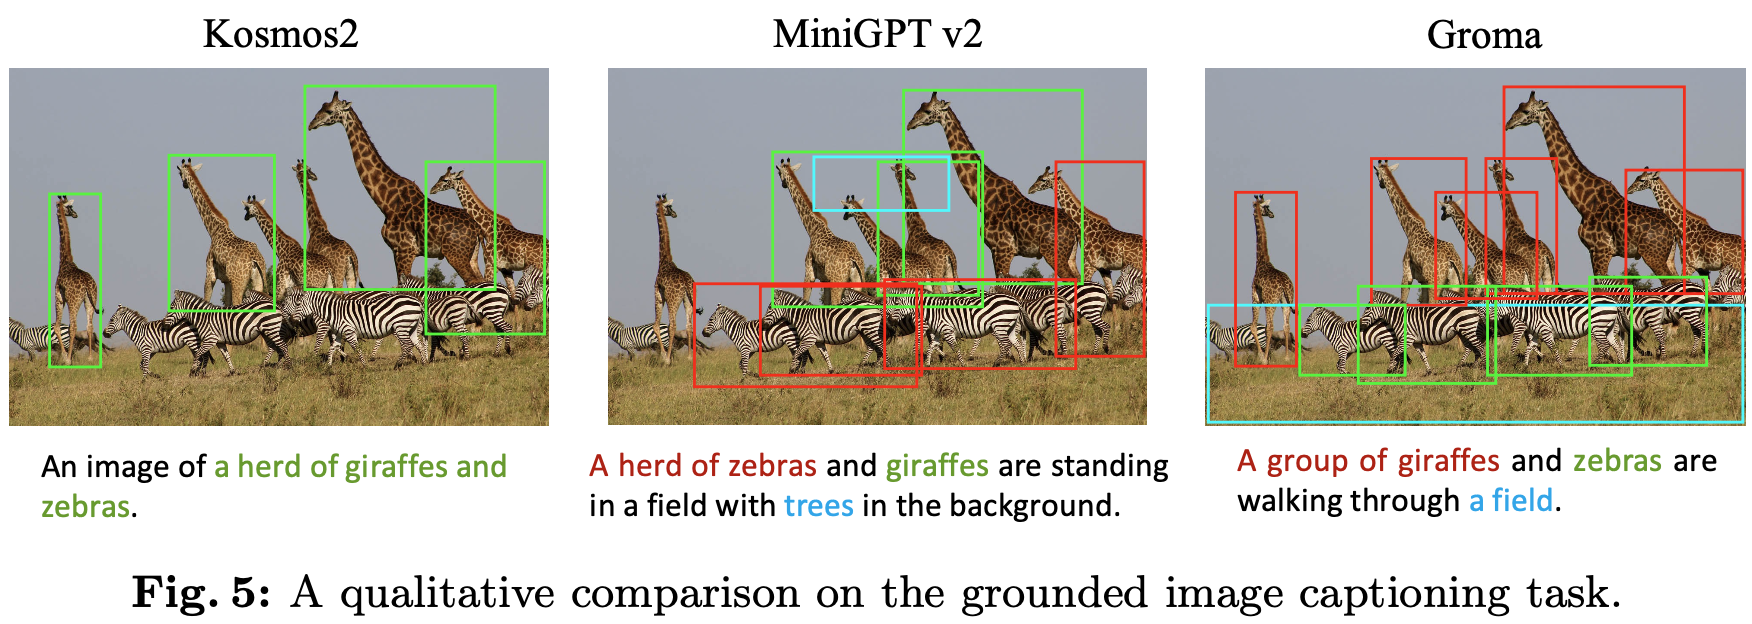 Kosmos2
MiniGPT v2
Groma
An image of a herd of giraffes and
zebras.
A herd of zebras and giraffes are standing
in a field with trees in the background.
A group of giraffes and zebras are
walking through a field.
Fig. 5: A qualitative comparison on the grounded image captioning task.